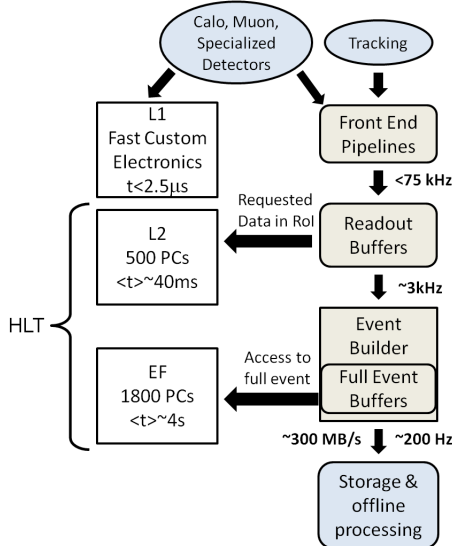 Calo, Muon,
Specialized
Detectors
Tracking
L1
Fast Custom
Electronics
t<2.5μs
Front End
Pipelines
<75 kHz
Requested
Data in RoI
L2
500 PCs
<t>~40ms
Readout
Buffers
~3kHz
HLT
Event
Builder
Full Event
Buffers
Access to
full event
EF
1800 PCs
<t>~4s
~300 MB/s
~200 Hz
Storage &
offline
processing